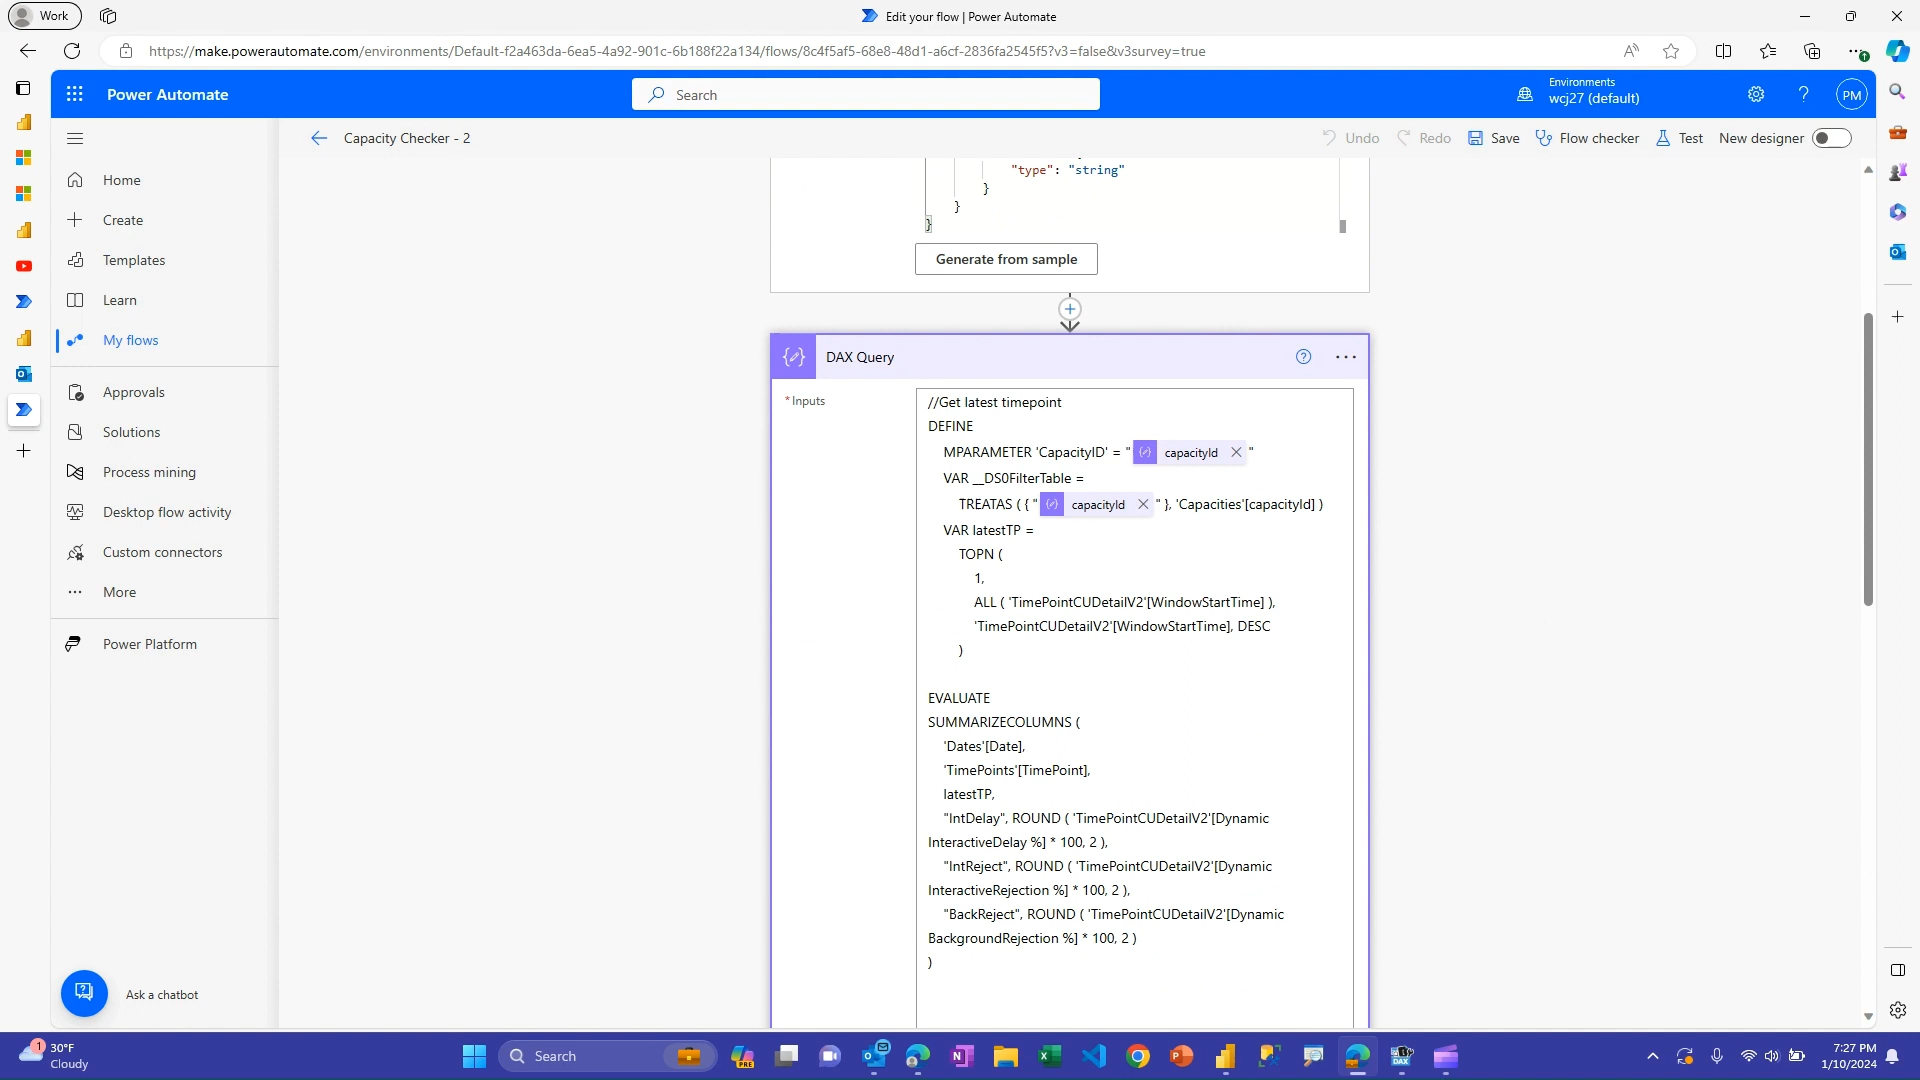 Work
Edit your flow | Power Automate
https://make.powerautomate.com/environments/Default-f2a463da-6ea5-4a92-901c-6b188f22a134/flows/8c4f5af5-68e8-48d1-a6cf-2836fa2545f5?v3=false&v3survey=true
Power Automate
Search
Environments
wcj27 (default)
?
PM
Capacity Checker - 2
Undo
Redo
Save
Flow checker
Test
New designer
Home
Create
Templates
Learn
My flows
Approvals
Solutions
Process mining
Desktop flow activity
Custom connectors
More
Power Platform
Ask a chatbot
"type": "string"
}
}
}
Generate from sample
DAX Query
* Inputs
//Get latest timepoint
DEFINE
MPARAMETER 'CapacityID' = " capacityId "
VAR __DS0FilterTable =
TREATAS ( { " capacityId " }, 'Capacities'[capacityId] )
VAR latestTP =
TOPN (
1,
ALL ( 'TimePointCUDetailV2'[WindowStartTime] ),
'TimePointCUDetailV2'[WindowStartTime], DESC
)
EVALUATE
SUMMARIZECOLUMNS (
'Dates'[Date],
'TimePoints'[TimePoint],
latestTP,
"IntDelay", ROUND ( 'TimePointCUDetailV2'[Dynamic
InteractiveDelay %] * 100, 2 ),
"IntReject", ROUND ( 'TimePointCUDetailV2'[Dynamic
InteractiveRejection %] * 100, 2 ),
"BackReject", ROUND ( 'TimePointCUDetailV2'[Dynamic
BackgroundRejection %] * 100, 2 )
)
1
30°F
Cloudy
Search
PRE
DAX
7:27 PM
1/10/2024